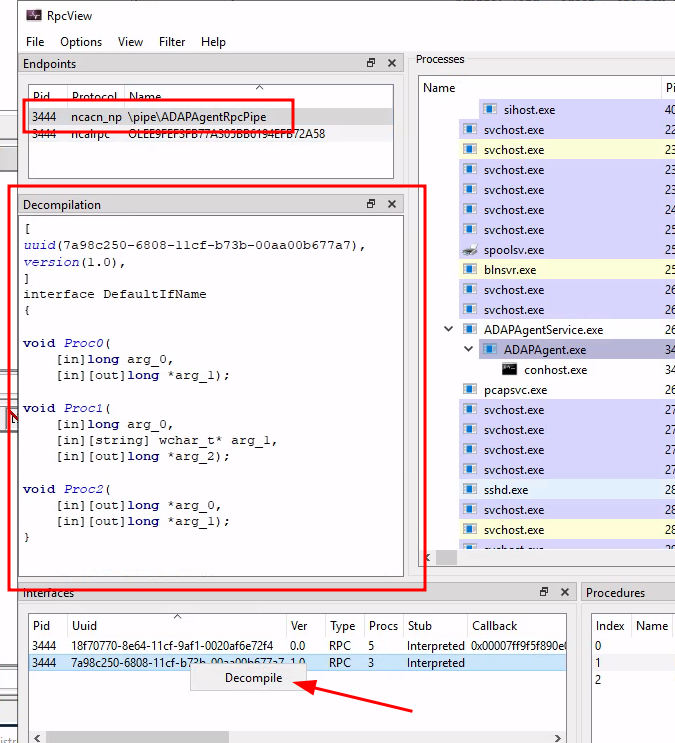 RpcView
File Options View Filter Help
Endpoints
Pid Protocol Name
3444 ncacn_np \pipe\ADAPAgentRpcPipe
3444 ncalrpc OLEE9FEF3FB77A305BB6194EFB72A58
Decompilation
[
uuid(7a98c250-6808-11cf-b73b-00aa00b677a7),
version(1.0),
]
interface DefaultIfName
{
void Proc0(
[in]long arg_0,
[in][out]long *arg_1);
void Proc1(
[in]long arg_0,
[in][string] wchar_t* arg_1,
[in][out]long *arg_2);
void Proc2(
[in][out]long *arg_0,
[in][out]long *arg_1);
}
Processes
Name
sihost.exe 40
svchost.exe 22
svchost.exe 23
svchost.exe 23
svchost.exe 23
svchost.exe 24
svchost.exe 25
spoolsv.exe 25
blnsvr.exe 25
svchost.exe 26
svchost.exe 26
ADAPAgentService.exe 26
ADAPAgent.exe 34
conhost.exe 34
pcapsvc.exe 26
svchost.exe 26
svchost.exe 27
svchost.exe 27
svchost.exe 27
sshd.exe 28
svchost.exe 28
svchost.exe 28
svchost.exe 28
Interfaces
Pid Uuid Ver Type Procs Stub Callback
3444 18f70770-8e64-11cf-9af1-0020af6e72f4 0.0 RPC 5 Interpreted 0x00007ff9f5f890e0
3444 7a98c250-6808-11cf-b73b-00aa00b677a7 1.0 RPC 3 Interpreted
Decompile
Procedures
Index Name
0
1
2